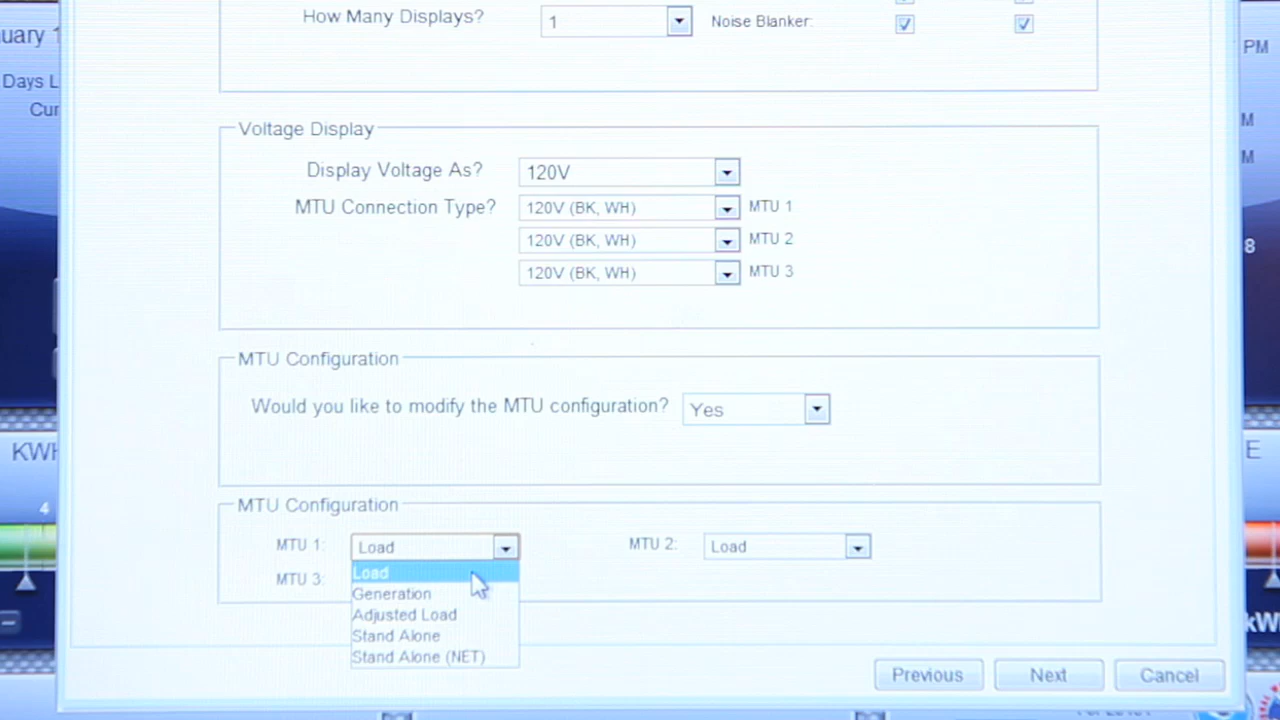 uary 1
PM
How Many Displays?
1
Noise Blanker:
Days L
Cur
M
M
Voltage Display
Display Voltage As?
120V
MTU Connection Type?
120V (BK, WH)
MTU 1
120V (BK, WH)
MTU 2
8
120V (BK, WH)
MTU 3
MTU Configuration
Would you like to modify the MTU configuration?
Yes
KWH
E
MTU Configuration
4
MTU 1:
Load
MTU 2:
Load
MTU 3:
Load
Generation
Adjusted Load
kW
Stand Alone
Stand Alone (NET)
Previous
Next
Cancel